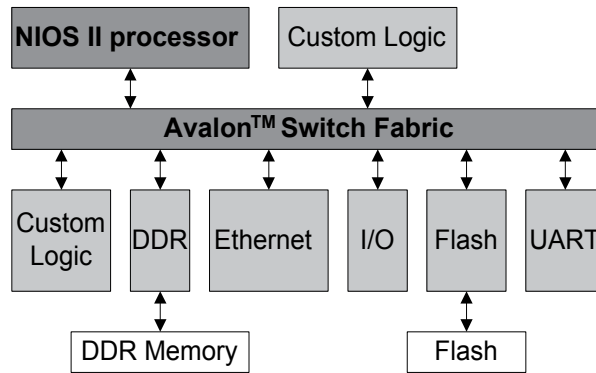 NIOS II processor
Custom Logic
Avalon™ Switch Fabric
Custom
Logic
DDR
Ethernet
I/O
Flash
UART
DDR Memory
Flash